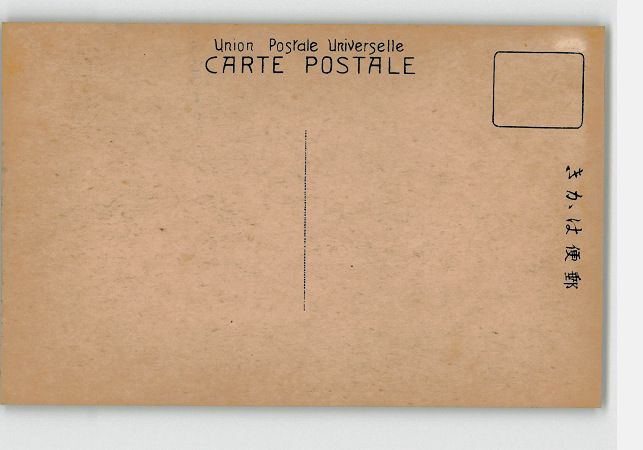 Union Postale Universelle
CARTE POSTALE
きかは便郵